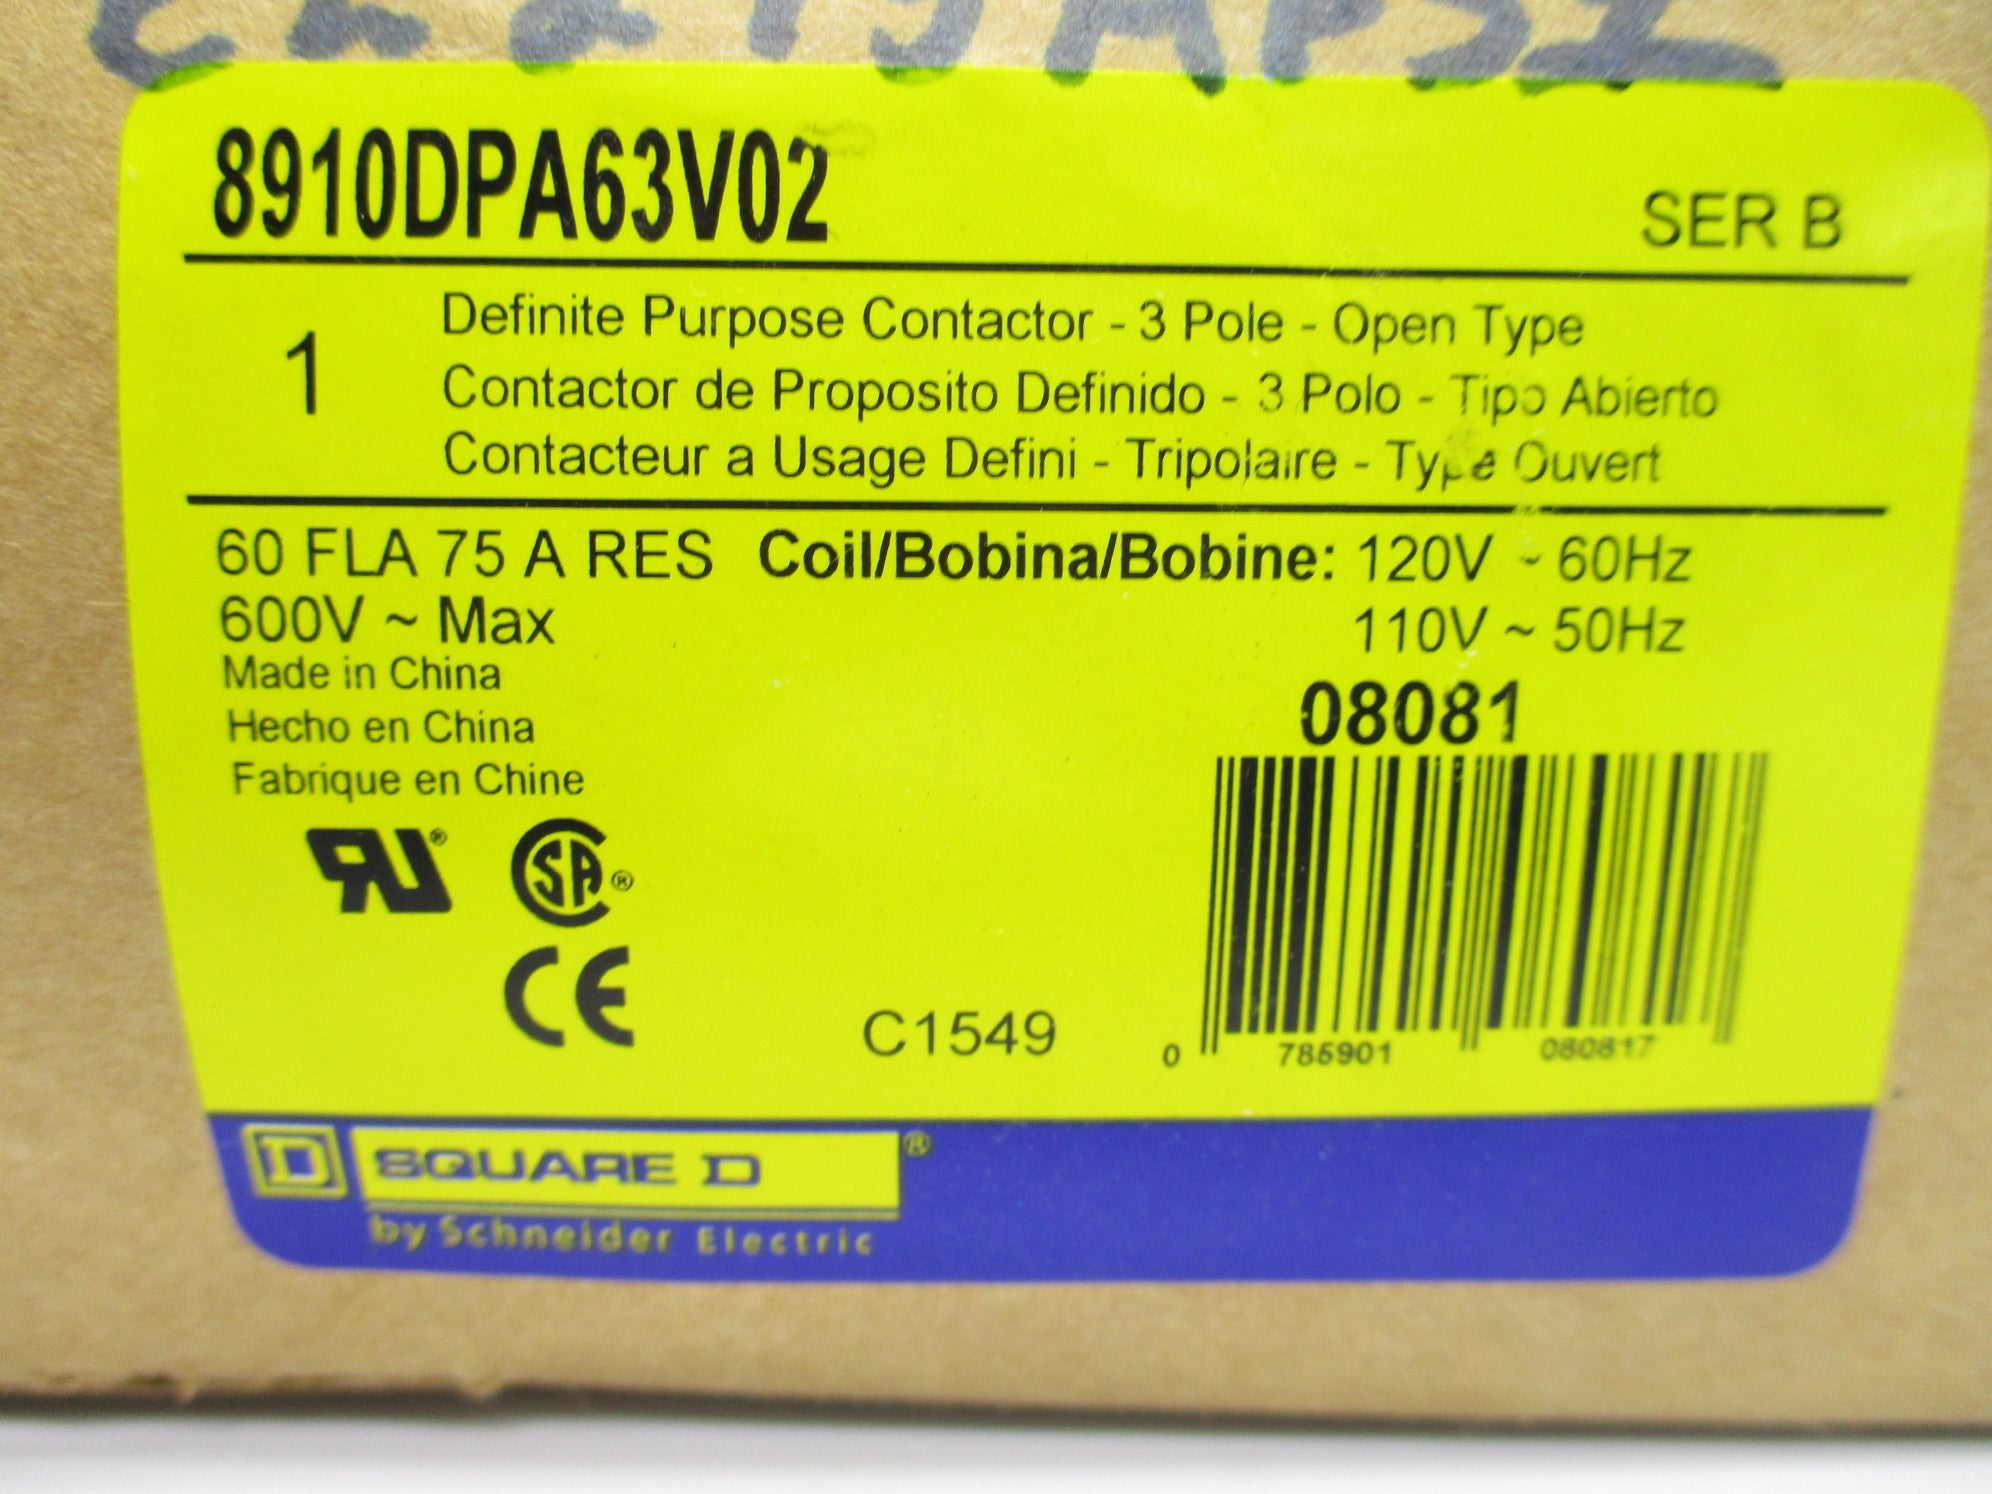 8910DPA63V02
SER B
1
Definite Purpose Contactor - 3 Pole - Open Type
Contactor de Proposito Definido - 3 Polo - Tipo Abierto
Contacteur a Usage Defini - Tripolaire - Type Ouvert
60 FLA 75 A RES Coil/Bobina/Bobine: 120V ~ 60Hz
600V ~ Max
110V ~ 50Hz
Made in China
Hecho en China
Fabrique en Chine
08081
C1549
0 785901 080817
SQUARE D ®
by Schneider Electric